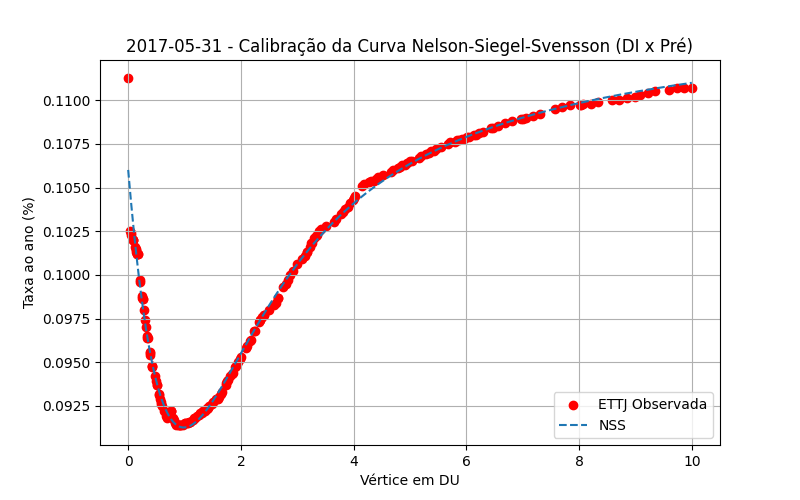 2017-05-31 - Calibração da Curva Nelson-Siegel-Svensson (DI x Pré)
Taxa ao ano (%)
0.1100
0.1075
0.1050
0.1025
0.1000
0.0975
0.0950
0.0925
ETTJ Observada
NSS
0 2 4 6 8 10
Vértice em DU